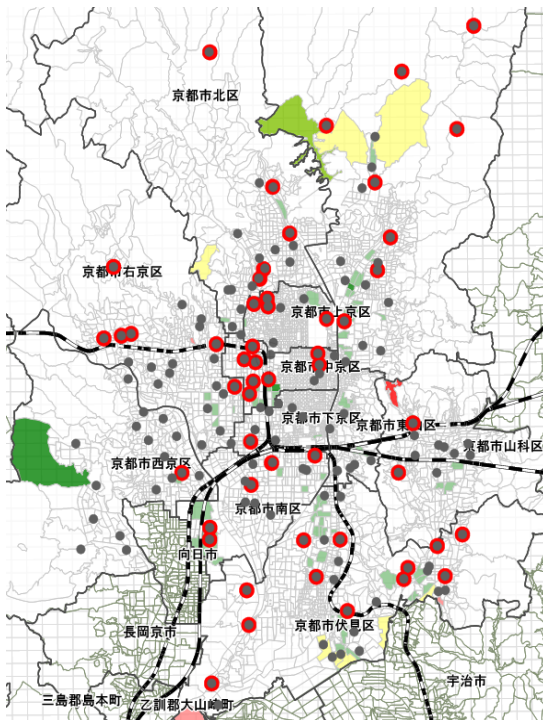 京都市北区
京都市右京区
京都市上京区
京都市中京区
京都市下京区
京都市東山区
京都市山科区
京都市西京区
京都市南区
向日市
長岡京市
京都市伏見区
宇治市
三島郡島本町
乙訓郡大山崎町